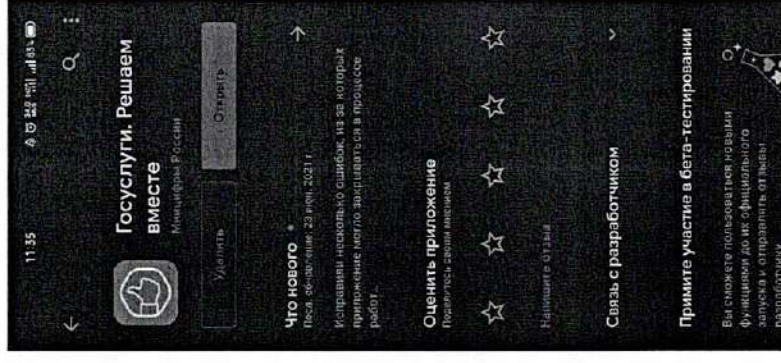 11:35
83%
Госуслуги. Решаем
вместе
Минцифры России
Удалить
Открыть
Что нового
Посл. обновление: 23 июн. 2021 г.
Исправили несколько ошибок, из за которых
приложение могло закрываться в процессе
работ...
Оценить приложение
Поделитесь своим мнением
Напишите отзыв
Связь с разработчиком
Примите участие в бета-тестировании
Вы сможете пользоваться новыми
функциями до их официального
запуска и отправлять отзывы
разработчику